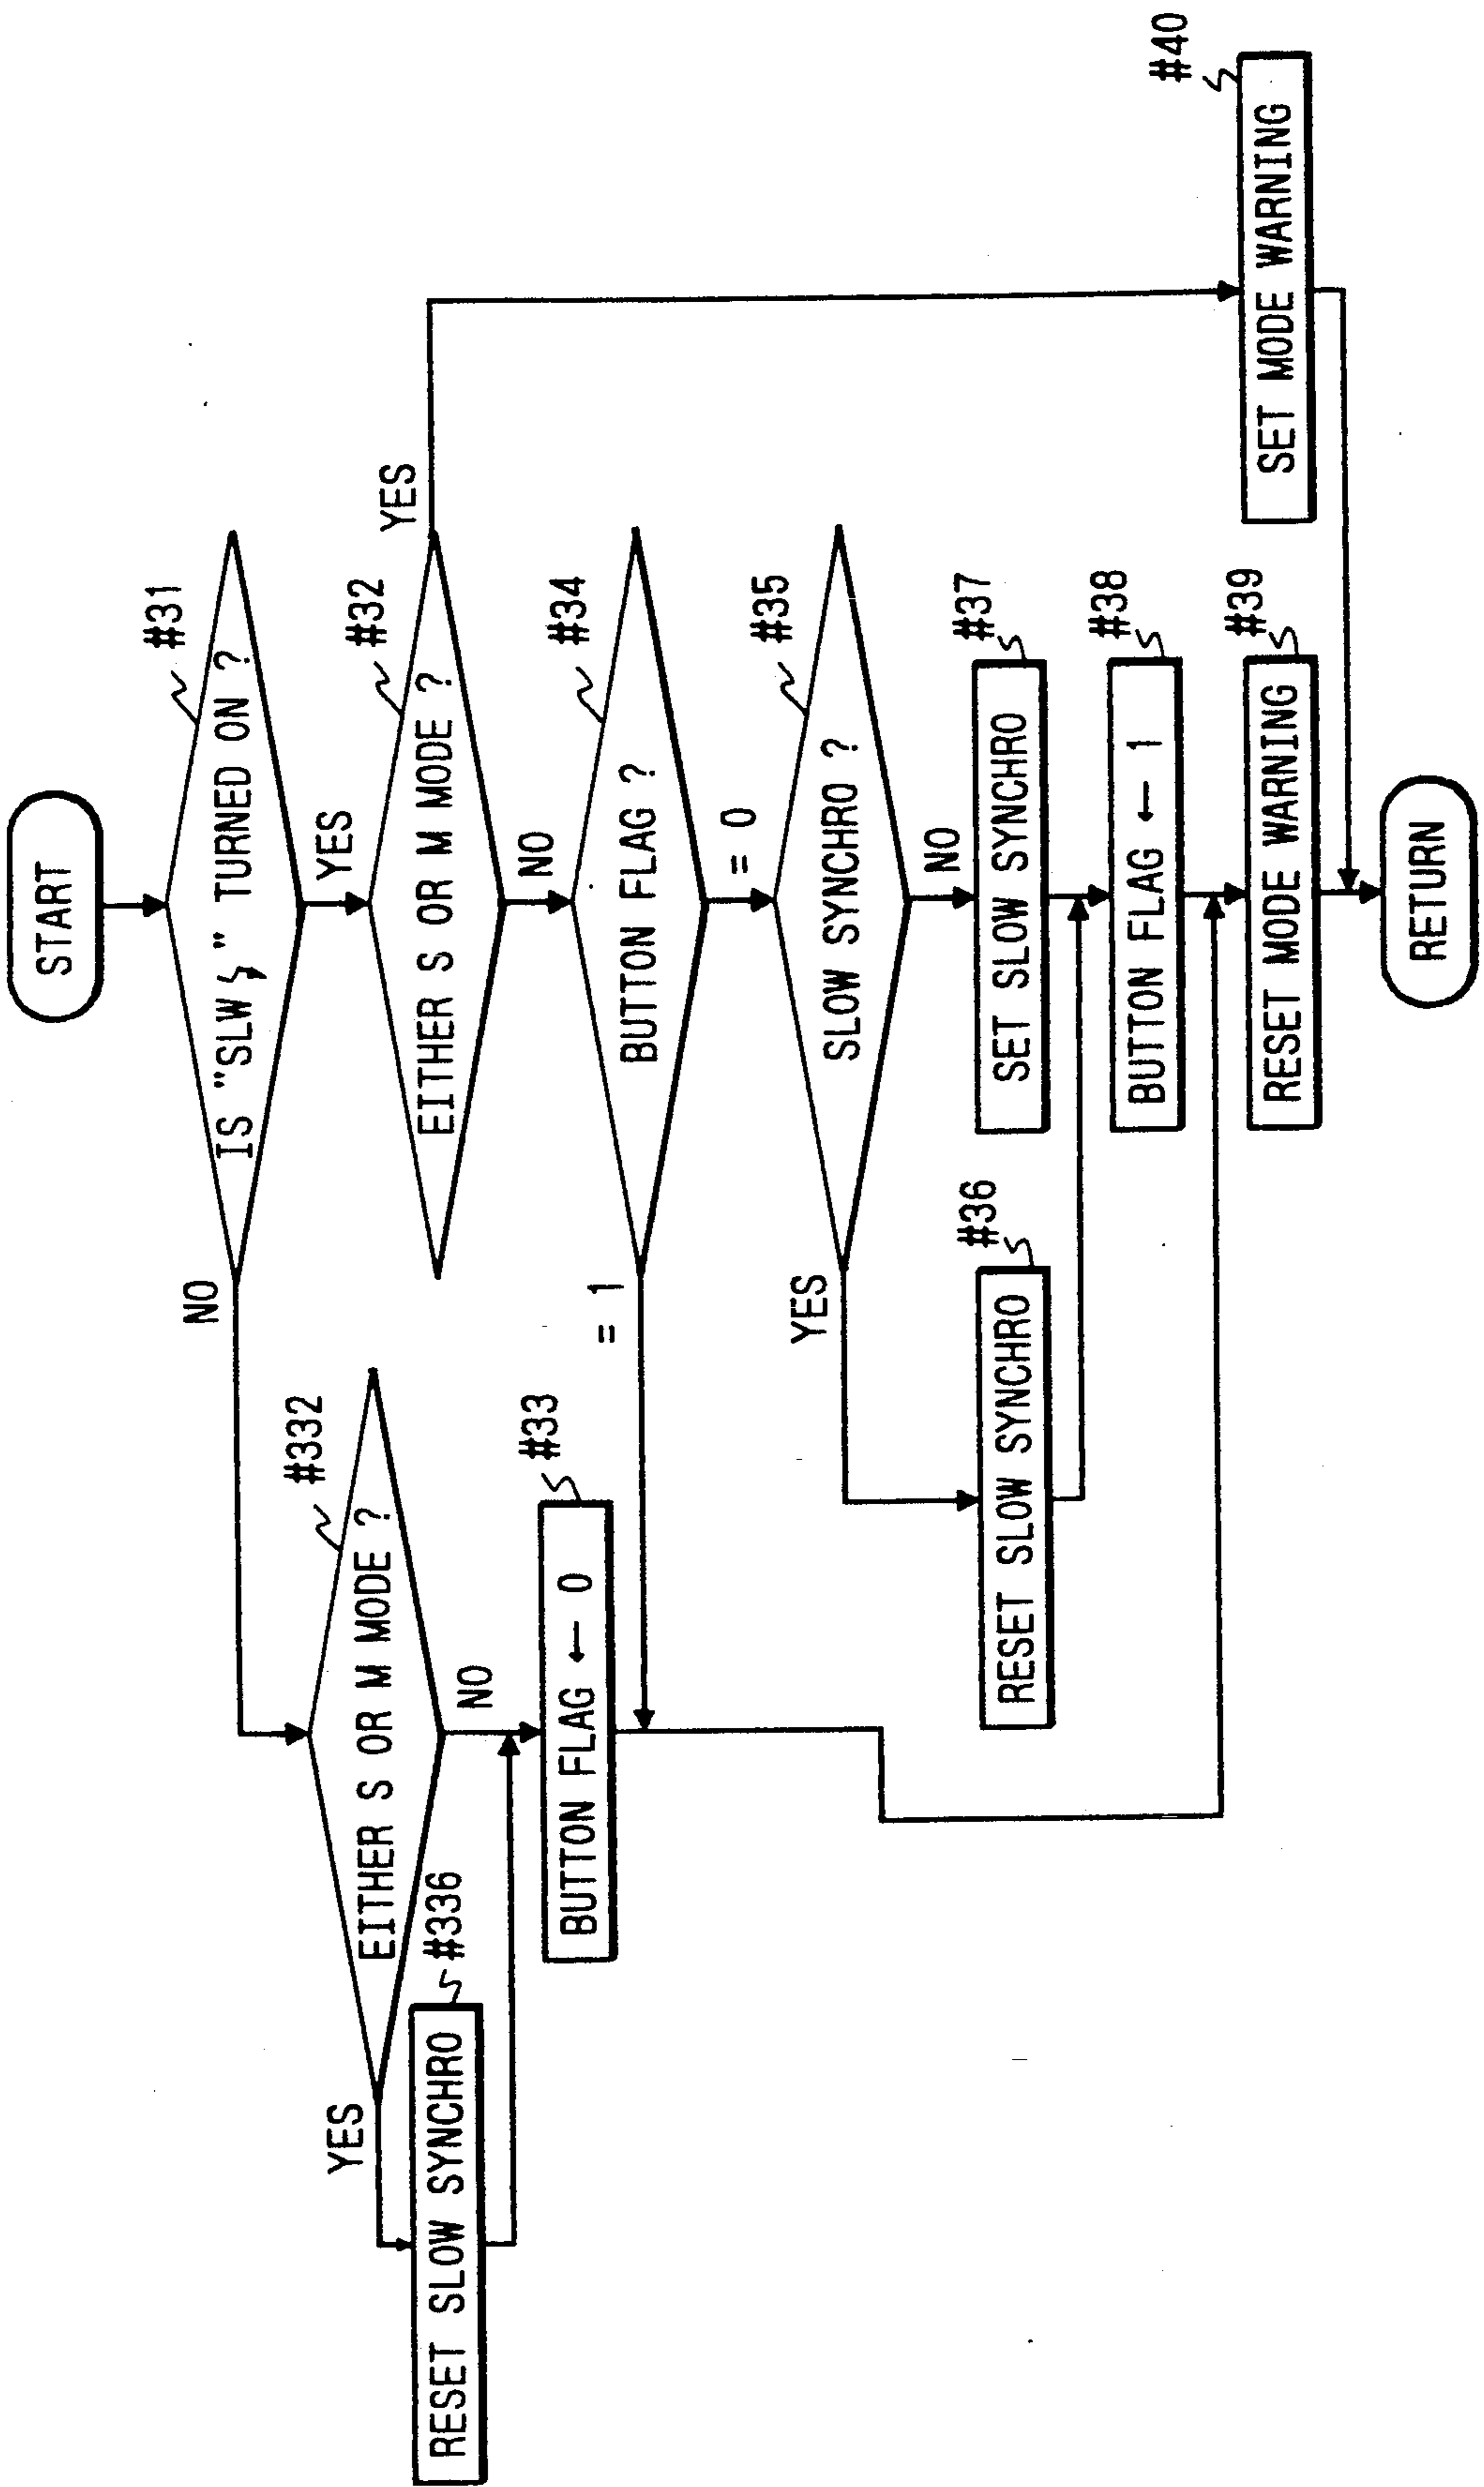 START
#31
IS "SLW ϟ" TURNED ON ?
NO
YES
#332
EITHER S OR M MODE ?
YES
NO
#32
EITHER S OR M MODE ?
YES
NO
#336
RESET SLOW SYNCHRO
#33
BUTTON FLAG ← 0
#34
BUTTON FLAG ?
= 1
= 0
#35
SLOW SYNCHRO ?
YES
NO
#36
RESET SLOW SYNCHRO
#37
SET SLOW SYNCHRO
#38
BUTTON FLAG ← 1
#39
RESET MODE WARNING
#40
SET MODE WARNING
RETURN